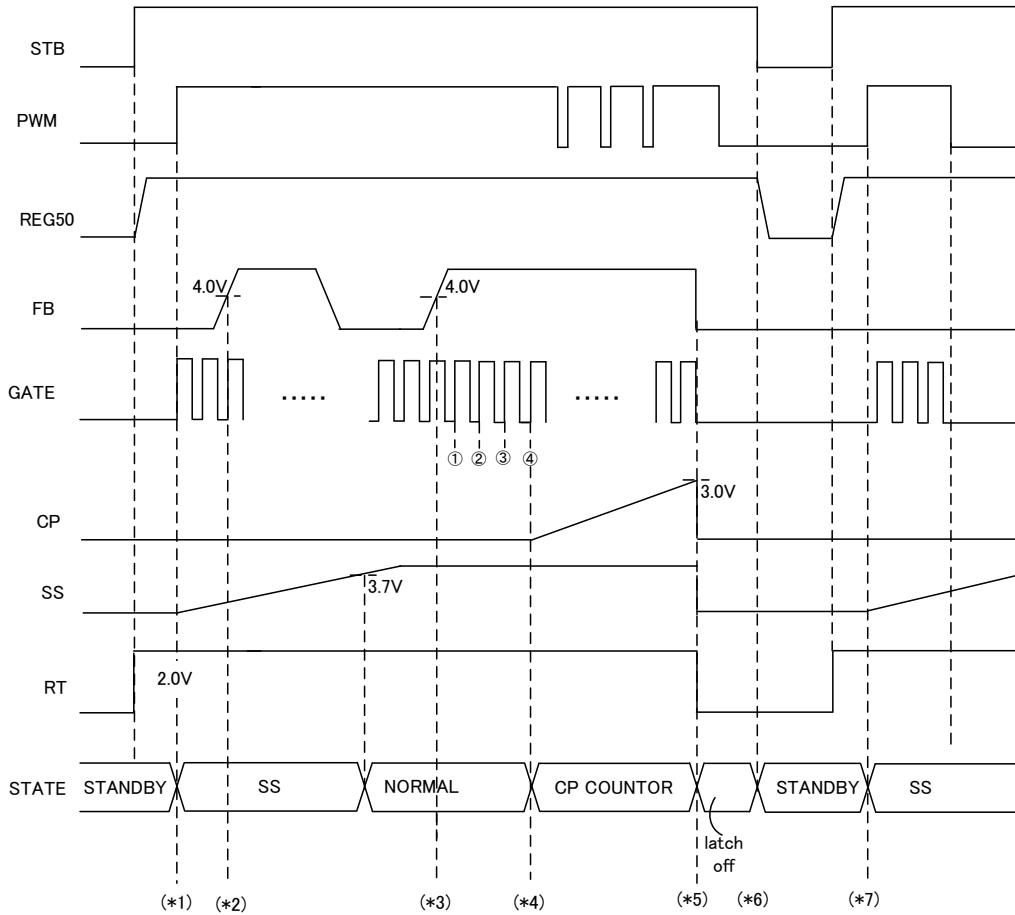 STB
PWM
REG50
4.0V
4.0V
FB
GATE
.....
.....
① ② ③ ④
3.0V
CP
3.7V
SS
2.0V
RT
STATE STANDBY SS NORMAL CP COUNTOR STANDBY SS
latch
off
(*1) (*2) (*3) (*4) (*5) (*6) (*7)